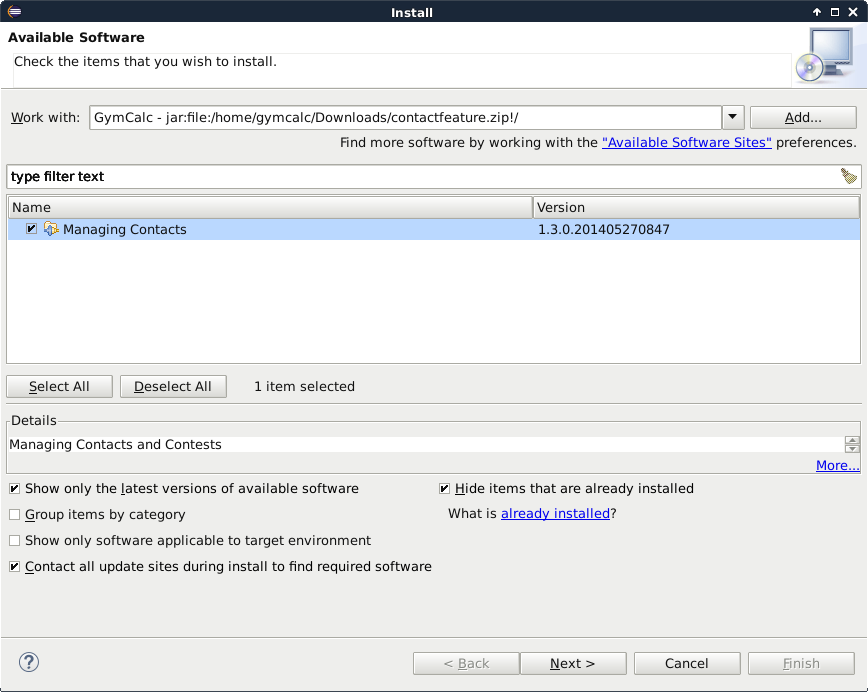 Install
Available Software
Check the items that you wish to install.
Work with: GymCalc - jar:file:/home/gymcalc/Downloads/contactfeature.zip!/ Add...
Find more software by working with the "Available Software Sites" preferences.
type filter text
Name Version
Managing Contacts 1.3.0.201405270847
Select All Deselect All 1 item selected
Details
Managing Contacts and Contests
More...
Show only the latest versions of available software Hide items that are already installed
Group items by category What is already installed?
Show only software applicable to target environment
Contact all update sites during install to find required software
? < Back Next > Cancel Finish